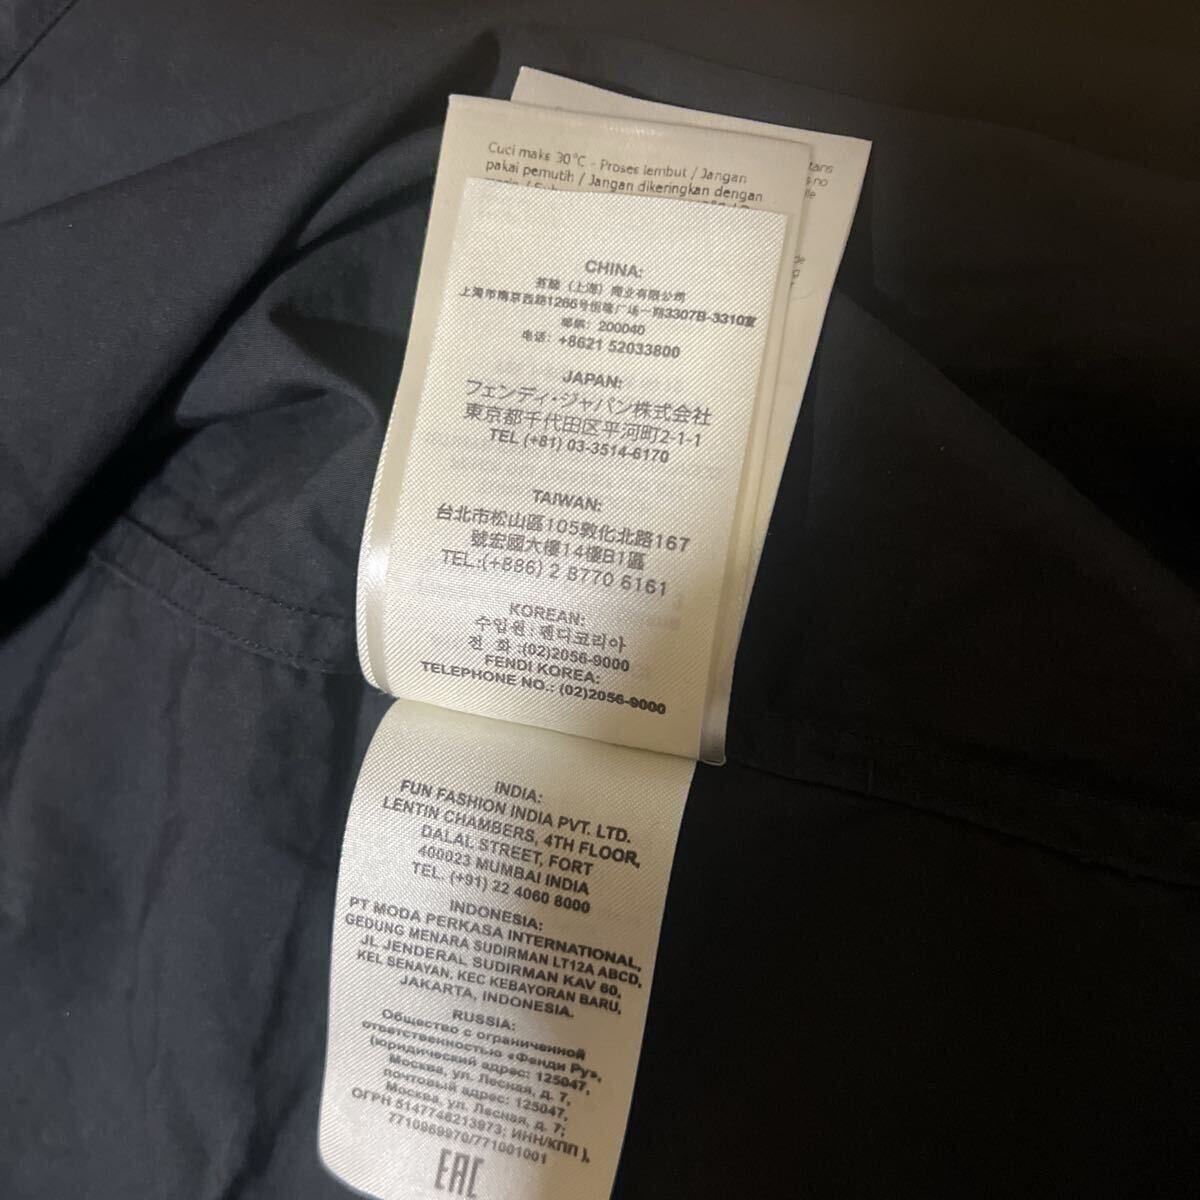 Cuci maks 30°C - Proses lembut / Jangan
pakai pemutih / Jangan dikeringkan dengan
CHINA:
(上海) 商业有限公司
上海市南京西路1266号恒隆广场一期3307B-3310室
邮编: 200040
电话: +8621 52033800
JAPAN:
フェンディ・ジャパン株式会社
東京都千代田区平河町2-1-1
TEL (+81) 03-3514-6170
TAIWAN:
台北市松山區105敦化北路167
號宏國大樓14樓B1區
TEL:(+886) 2 8770 6161
KOREAN:
수입원 : 펜디코리아
전 화 :(02)2056-9000
FENDI KOREA:
TELEPHONE NO.: (02)2056-9000
INDIA:
FUN FASHION INDIA PVT. LTD.
LENTIN CHAMBERS, 4TH FLOOR,
DALAL STREET, FORT
400023 MUMBAI INDIA
TEL. (+91) 22 4060 8000
INDONESIA:
PT MODA PERKASA INTERNATIONAL,
GEDUNG MENARA SUDIRMAN LT12A ABCD,
JL JENDERAL SUDIRMAN KAV 60,
KEL SENAYAN, KEC KEBAYORAN BARU,
JAKARTA, INDONESIA.
RUSSIA:
Общество с ограниченной
ответственностью «Фенди Ру»,
(юридический адрес: 125047,
Москва, ул. Лесная, д. 7,
почтовый адрес: 125047,
Москва, ул. Лесная, д. 7;
ОГРН 5147746213973; ИНН/КПП ),
7710969970/771001001
EAC